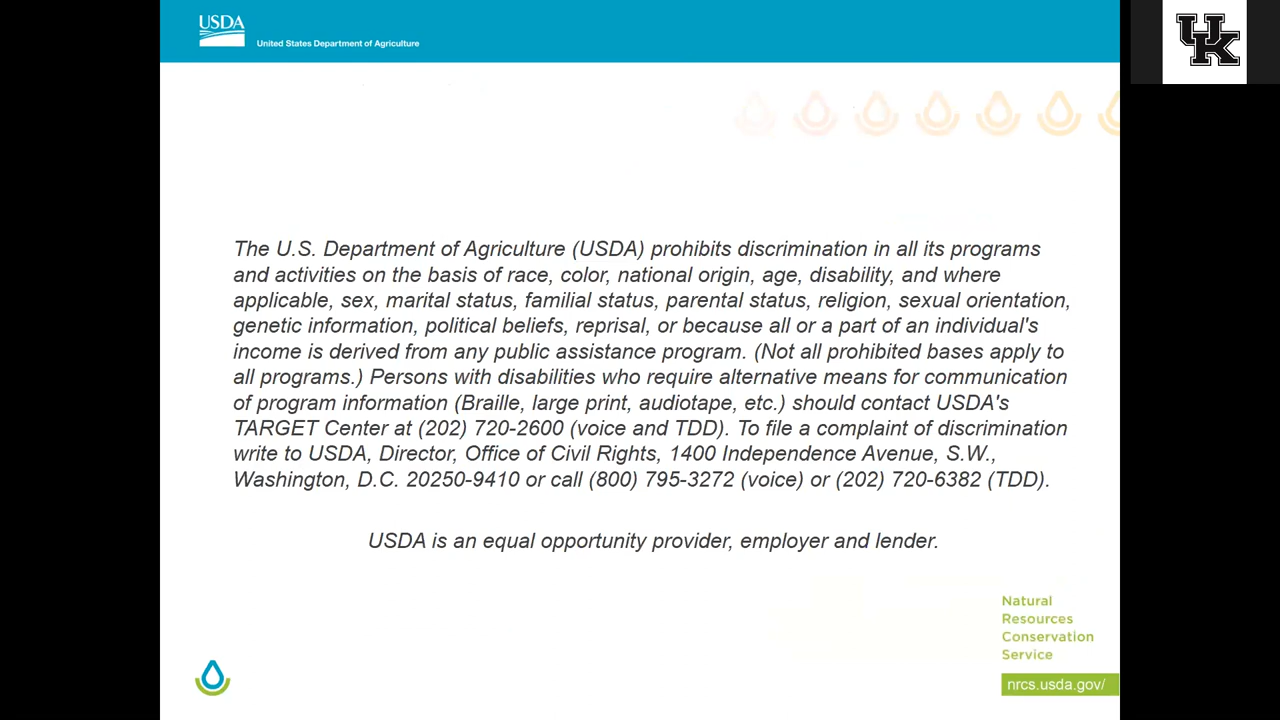 USDA
United States Department of Agriculture
UK
The U.S. Department of Agriculture (USDA) prohibits discrimination in all its programs
and activities on the basis of race, color, national origin, age, disability, and where
applicable, sex, marital status, familial status, parental status, religion, sexual orientation,
genetic information, political beliefs, reprisal, or because all or a part of an individual's
income is derived from any public assistance program. (Not all prohibited bases apply to
all programs.) Persons with disabilities who require alternative means for communication
of program information (Braille, large print, audiotape, etc.) should contact USDA's
TARGET Center at (202) 720-2600 (voice and TDD). To file a complaint of discrimination
write to USDA, Director, Office of Civil Rights, 1400 Independence Avenue, S.W.,
Washington, D.C. 20250-9410 or call (800) 795-3272 (voice) or (202) 720-6382 (TDD).
USDA is an equal opportunity provider, employer and lender.
Natural
Resources
Conservation
Service
nrcs.usda.gov/